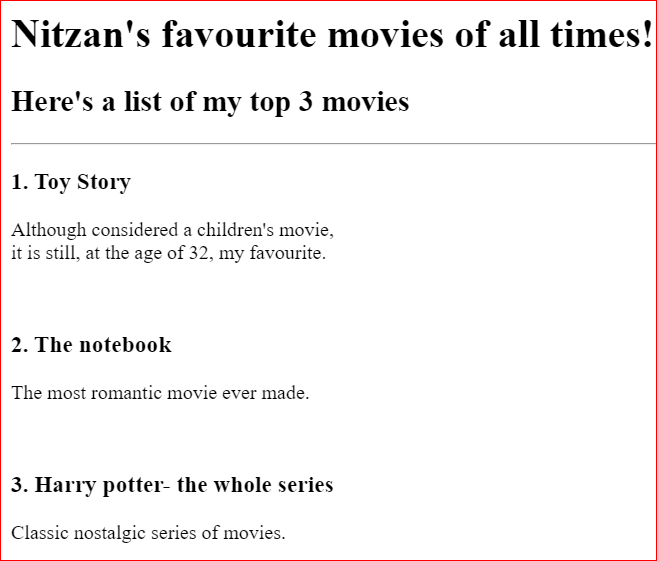 Nitzan's favourite movies of all times!
Here's a list of my top 3 movies
1. Toy Story
Although considered a children's movie,
it is still, at the age of 32, my favourite.
2. The notebook
The most romantic movie ever made.
3. Harry potter- the whole series
Classic nostalgic series of movies.